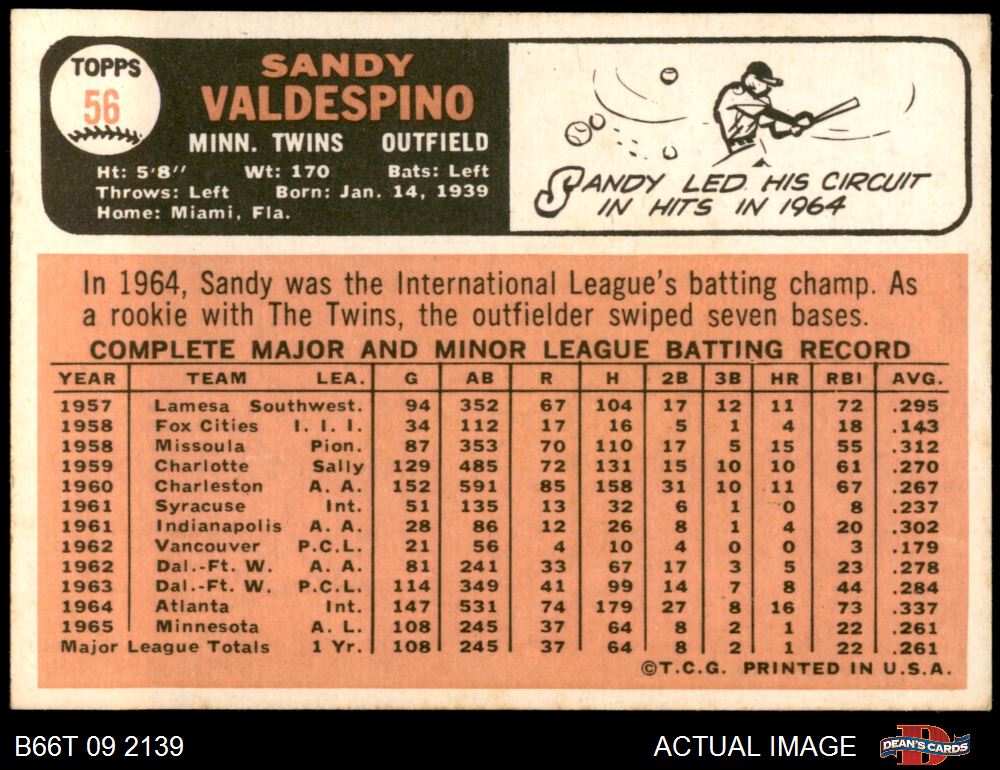 TOPPS
56
SANDY
VALDESPINO
MINN. TWINS OUTFIELD
Ht: 5'8" Wt: 170 Bats: Left
Throws: Left Born: Jan. 14, 1939
Home: Miami, Fla.
SANDY LED HIS CIRCUIT
IN HITS IN 1964
In 1964, Sandy was the International League's batting champ. As
a rookie with The Twins, the outfielder swiped seven bases.
COMPLETE MAJOR AND MINOR LEAGUE BATTING RECORD
YEAR TEAM LEA. G AB R H 2B 3B HR RBI AVG.
1957 Lamesa Southwest. 94 352 67 104 17 12 11 72 .295
1958 Fox Cities I. I. I. 34 112 17 16 5 1 4 18 .143
1958 Missoula Pion. 87 353 70 110 17 5 15 55 .312
1959 Charlotte Sally 129 485 72 131 15 10 10 61 .270
1960 Charleston A. A. 152 591 85 158 31 10 11 67 .267
1961 Syracuse Int. 51 135 13 32 6 1 0 8 .237
1961 Indianapolis A. A. 28 86 12 26 8 1 4 20 .302
1962 Vancouver P.C.L. 21 56 4 10 4 0 0 3 .179
1962 Dal.-Ft. W. A. A. 81 241 33 67 17 3 5 23 .278
1963 Dal.-Ft. W. P.C.L. 114 349 41 99 14 7 8 44 .284
1964 Atlanta Int. 147 531 74 179 27 8 16 73 .337
1965 Minnesota A. L. 108 245 37 64 8 2 1 22 .261
Major League Totals 1 Yr. 108 245 37 64 8 2 1 22 .261
©T.C.G. PRINTED IN U.S.A.
B66T 09 2139 ACTUAL IMAGE DEAN'S CARDS